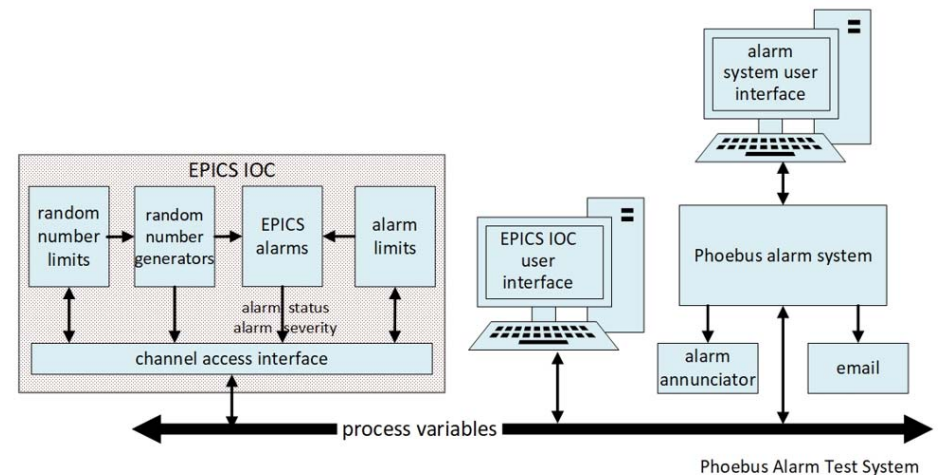 alarm
system user
interface
EPICS IOC
random
number
limits
random
number
generators
EPICS
alarms
alarm
limits
alarm status
alarm severity
channel access interface
EPICS IOC
user
interface
Phoebus alarm system
alarm
annunciator
email
process variables
Phoebus Alarm Test System